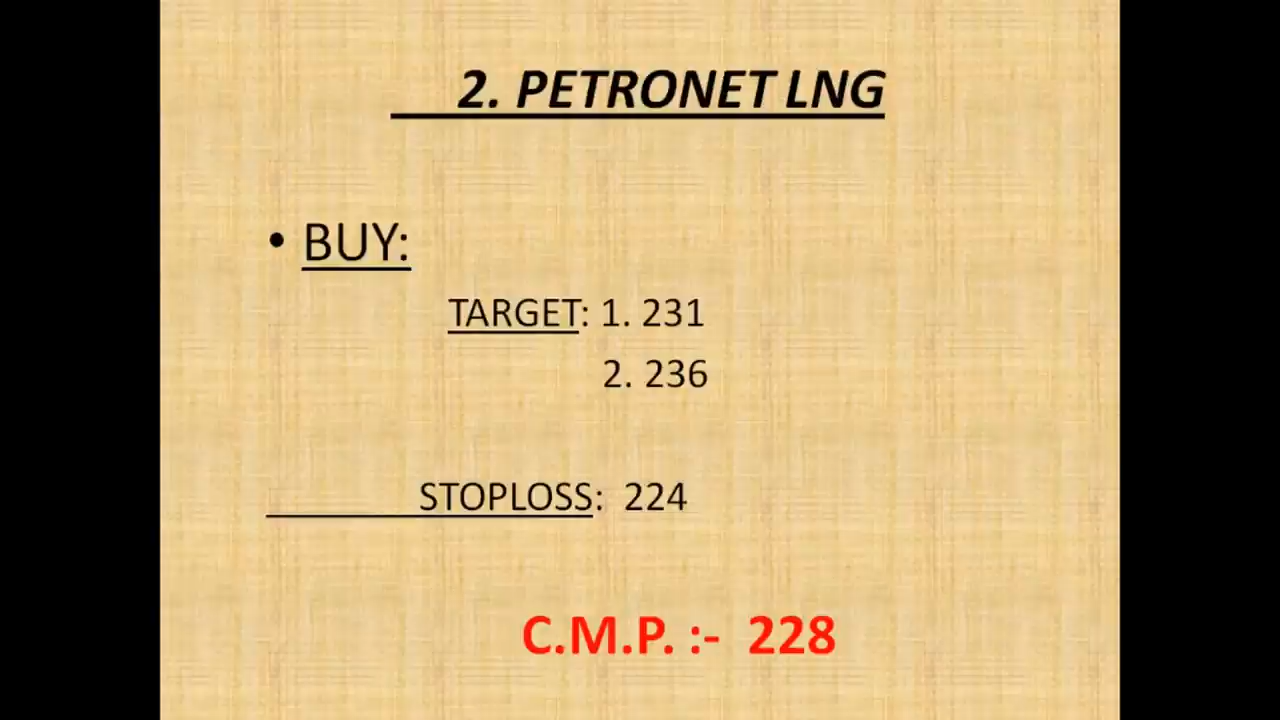 2. PETRONET LNG
• BUY:
TARGET: 1. 231
2. 236
STOPLOSS: 224
C.M.P. :- 228